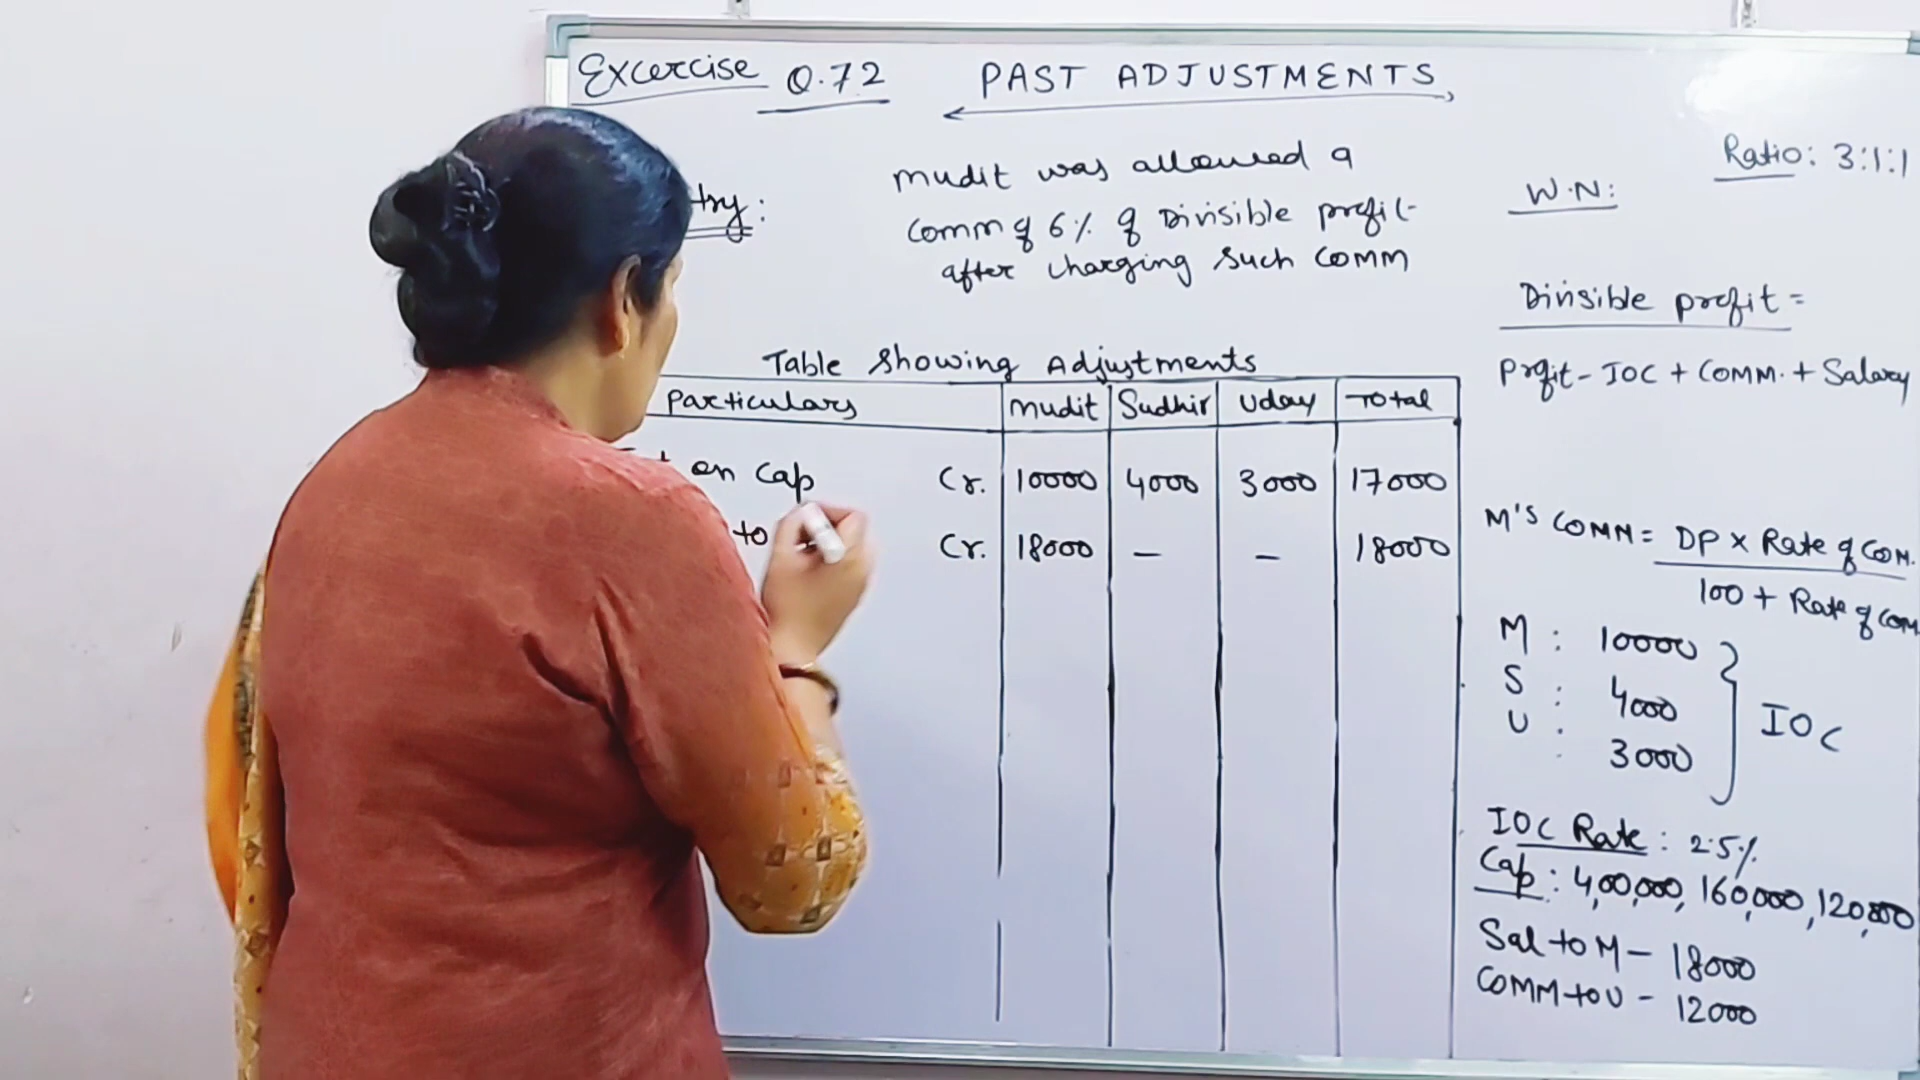 Excercise Q.72 PAST ADJUSTMENTS
Ratio: 3:1:1
try:
Mudit was allowed a
Comm of 6% of Divisible profit
after charging such comm
W.N:
Divisible profit =
Profit - IOC + COMM. + Salary
Table Showing Adjustments
Particulars Mudit Sudhir Uday Total
on Cap Cr. 10000 4000 3000 17000
to Cr. 18000 — — 18000
M'S COMM = DP X Rate of COM.
100 + Rate of COM
M : 10000
S : 4000
U : 3000
IOC
IOC Rate : 2.5%
Cap : 4,00,000, 160,000, 120,000
Sal to M - 18000
COMM to U - 12000